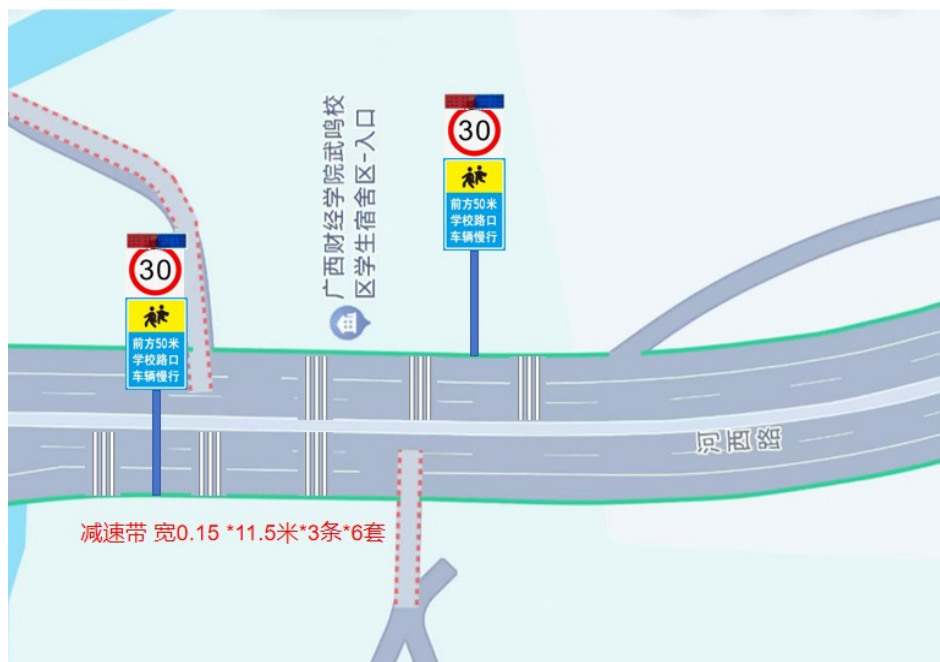 广西财经学院武鸣校
区学生宿舍区-入口
30
前方50米
学校路口
车辆慢行
30
前方50米
学校路口
车辆慢行
河西路
减速带 宽0.15 *11.5米*3条*6套